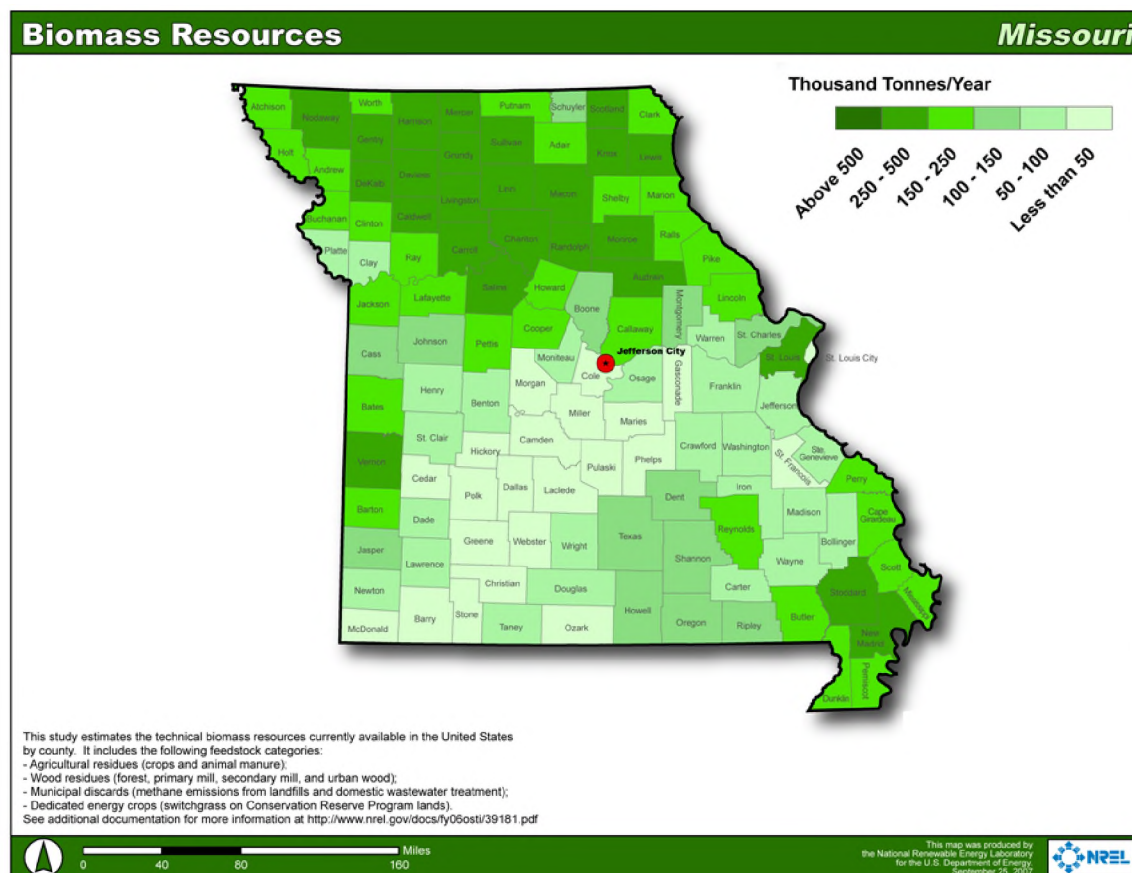 Biomass Resources
Missouri
Thousand Tonnes/Year
Above 500
250 - 500
150 - 250
100 - 150
50 - 100
Less than 50
Atchison
Nodaway
Worth
Gentry
Harrison
Mercer
Putnam
Schuyler
Scotland
Clark
Holt
Andrew
DeKalb
Daviess
Grundy
Sullivan
Adair
Knox
Lewis
Buchanan
Clinton
Caldwell
Livingston
Linn
Macon
Shelby
Marion
Platte
Clay
Ray
Carroll
Chariton
Randolph
Monroe
Ralls
Pike
Jackson
Lafayette
Saline
Howard
Boone
Audrain
Callaway
Montgomery
Lincoln
Cass
Johnson
Pettis
Cooper
Moniteau
Jefferson City
Cole
Osage
Gasconade
Warren
St. Charles
St. Louis
St. Louis City
Bates
Henry
Benton
Morgan
Miller
Maries
Franklin
Jefferson
Vernon
St. Clair
Hickory
Camden
Pulaski
Phelps
Crawford
Washington
St. Francois
Ste.
Genevieve
Perry
Barton
Cedar
Polk
Dallas
Laclede
Dent
Iron
Reynolds
Madison
Bollinger
Cape
Girardeau
Jasper
Dade
Greene
Webster
Wright
Texas
Shannon
Wayne
Scott
Mississippi
Newton
Lawrence
Christian
Douglas
Howell
Carter
Butler
Stoddard
McDonald
Barry
Stone
Taney
Ozark
Oregon
Ripley
New
Madrid
Dunklin
Pemiscot
This study estimates the technical biomass resources currently available in the United States
by county. It includes the following feedstock categories:
- Agricultural residues (crops and animal manure);
- Wood residues (forest, primary mill, secondary mill, and urban wood);
- Municipal discards (methane emissions from landfills and domestic wastewater treatment);
- Dedicated energy crops (switchgrass on Conservation Reserve Program lands).
See additional documentation for more information at http://www.nrel.gov/docs/fy06osti/39181.pdf
Miles
0 40 80 160
This map was produced by
the National Renewable Energy Laboratory
for the U.S. Department of Energy.
September 25, 2007
NREL